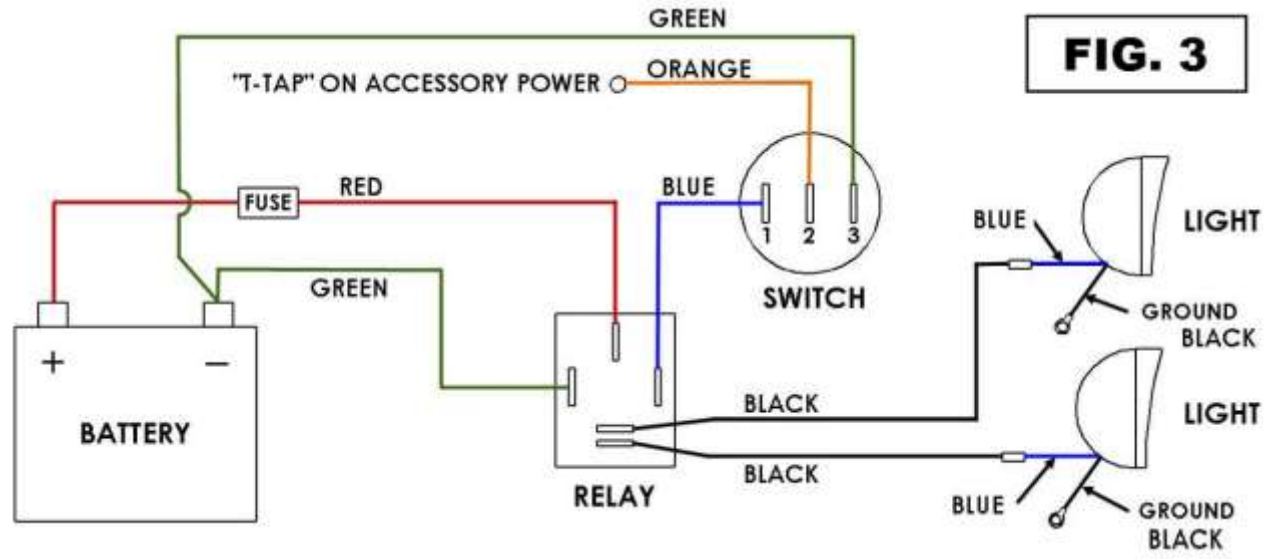 GREEN
FIG. 3
"T-TAP" ON ACCESSORY POWER
ORANGE
RED
FUSE
BLUE
1 2 3
SWITCH
BLUE
LIGHT
GROUND
BLACK
GREEN
+ −
BATTERY
RELAY
BLACK
BLACK
LIGHT
BLUE
GROUND
BLACK